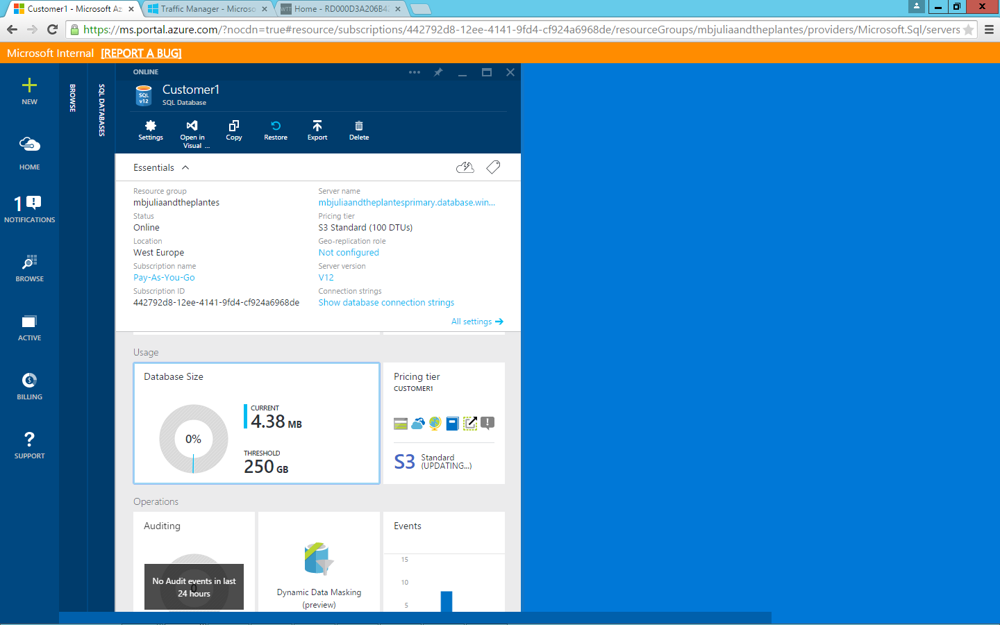 Customer1 - Microsoft Az
Traffic Manager - Microso
WTT
Home - RD000D3A206B42
https://ms.portal.azure.com/?nocdn=true#resource/subscriptions/442792d8-12ee-4141-9fd4-cf924a6968de/resourceGroups/mbjuliaandtheplantes/providers/Microsoft.Sql/servers
Microsoft Internal [REPORT A BUG]
NEW
HOME
1
NOTIFICATIONS
BROWSE
ACTIVE
BILLING
?
SUPPORT
BROWSE
SQL DATABASES
ONLINE
SQL
v12
Customer1
SQL Database
Settings
Open in
Visual ...
Copy
Restore
Export
Delete
Essentials
Resource group
mbjuliaandtheplantes
Status
Online
Location
West Europe
Subscription name
Pay-As-You-Go
Subscription ID
442792d8-12ee-4141-9fd4-cf924a6968de
Server name
mbjuliaandtheplantesprimary.database.win...
Pricing tier
S3 Standard (100 DTUs)
Geo-replication role
Not configured
Server version
V12
Connection strings
Show database connection strings
All settings
Usage
Database Size
0%
CURRENT
4.38 MB
THRESHOLD
250 GB
Pricing tier
CUSTOMER1
S3
Standard
(UPDATING...)
Operations
Auditing
No Audit events in last
24 hours
Dynamic Data Masking
(preview)
Events
15
10
5